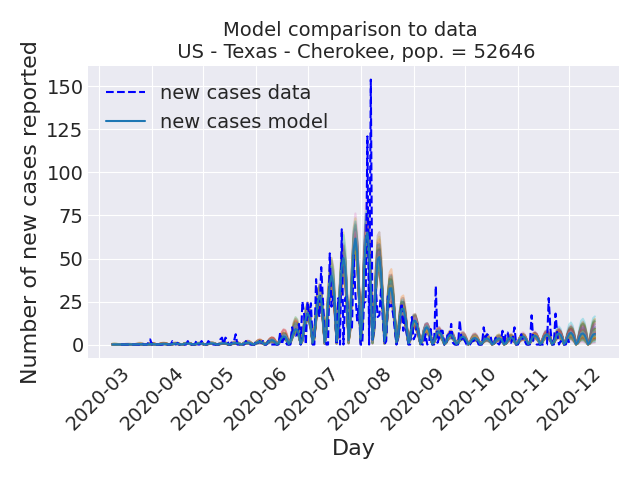 Model comparison to data
US - Texas - Cherokee, pop. = 52646
Number of new cases reported
150
125
100
75
50
25
0
new cases data
new cases model
2020-03
2020-04
2020-05
2020-06
2020-07
2020-08
2020-09
2020-10
2020-11
2020-12
Day